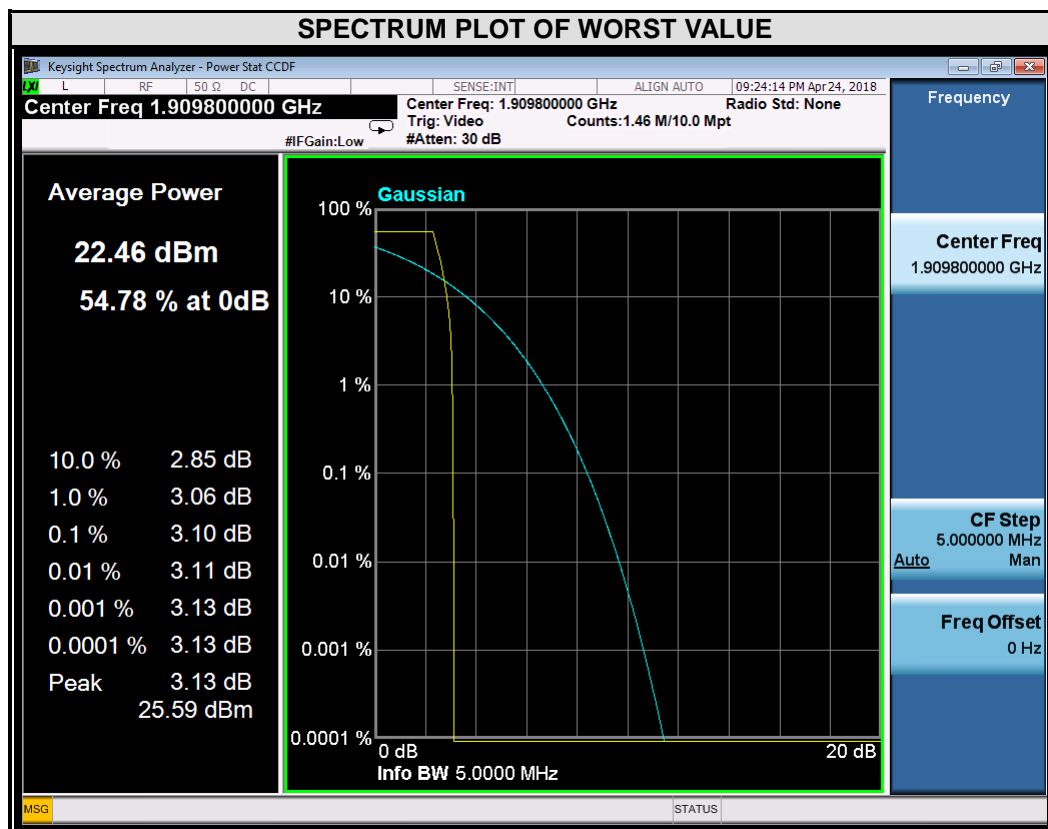 SPECTRUM PLOT OF WORST VALUE
Keysight Spectrum Analyzer - Power Stat CCDF
LXI L RF 50 Ω DC SENSE:INT ALIGN AUTO 09:24:14 PM Apr 24, 2018
Center Freq 1.909800000 GHz
Center Freq: 1.909800000 GHz Radio Std: None
Trig: Video Counts:1.46 M/10.0 Mpt
#IFGain:Low #Atten: 30 dB
Frequency
Average Power
22.46 dBm
54.78 % at 0dB
10.0 % 2.85 dB
1.0 % 3.06 dB
0.1 % 3.10 dB
0.01 % 3.11 dB
0.001 % 3.13 dB
0.0001 % 3.13 dB
Peak 3.13 dB
25.59 dBm
Gaussian
100 %
10 %
1 %
0.1 %
0.01 %
0.001 %
0.0001 %
0 dB 20 dB
Info BW 5.0000 MHz
Center Freq
1.909800000 GHz
CF Step
5.000000 MHz
Auto Man
Freq Offset
0 Hz
MSG STATUS